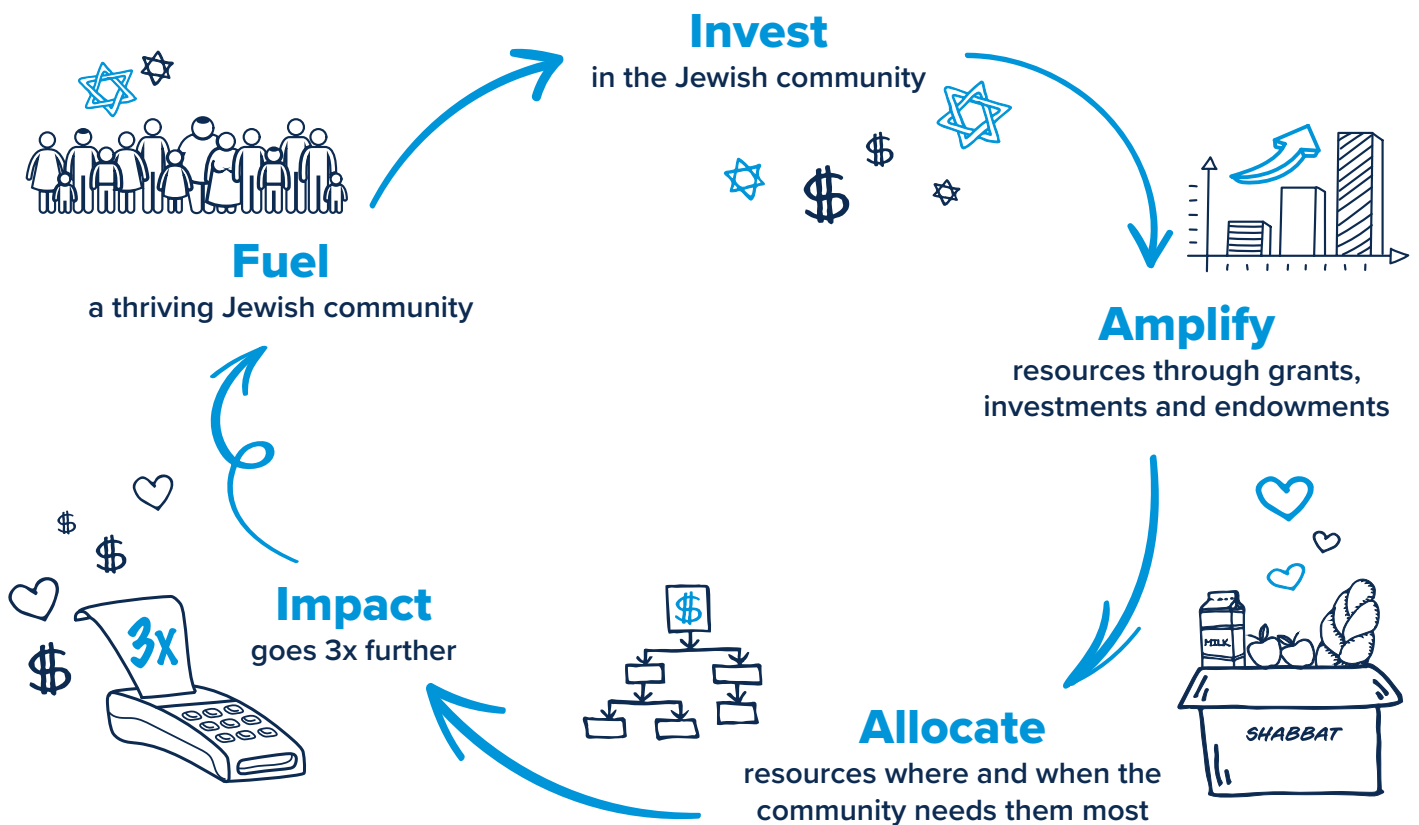 Invest
in the Jewish community
$
$
Amplify
resources through grants,
investments and endowments
MILK
SHABBAT
Allocate
resources where and when the
community needs them most
$
Impact
goes 3x further
$
$
$
3x
Fuel
a thriving Jewish community